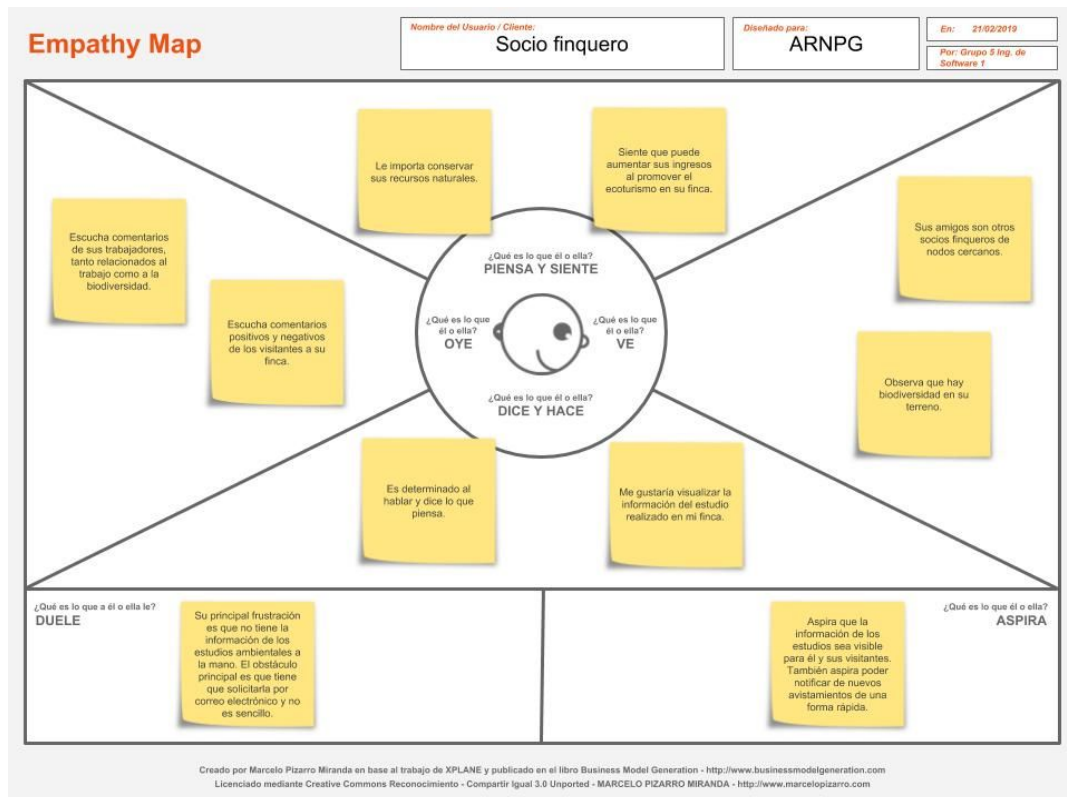 Empathy Map
Nombre del Usuario / Cliente:
Socio finquero
Diseñado para:
ARNPG
En: 21/02/2019
Por: Grupo 5 Ing. de
Software 1
Le importa conservar
sus recursos naturales.
Siente que puede
aumentar sus ingresos
al promover el
ecoturismo en su finca.
Escucha comentarios
de sus trabajadores,
tanto relacionados al
trabajo como a la
biodiversidad.
Escucha comentarios
positivos y negativos
de los visitantes a su
finca.
¿Qué es lo que él o ella?
PIENSA Y SIENTE
¿Qué es lo que
él o ella?
OYE
¿Qué es lo que
él o ella?
VE
¿Qué es lo que él o ella?
DICE Y HACE
Sus amigos son otros
socios finqueros de
nodos cercanos.
Observa que hay
biodiversidad en su
terreno.
Es determinado al
hablar y dice lo que
piensa.
Me gustaría visualizar la
información del estudio
realizado en mi finca.
¿Qué es lo que a él o ella le?
DUELE
Su principal frustración
es que no tiene la
información de los
estudios ambientales a
la mano. El obstáculo
principal es que tiene
que solicitarla por
correo electrónico y no
es sencillo.
Aspira que la
información de los
estudios sea visible
para él y sus visitantes.
También aspira poder
notificar de nuevos
avistamientos de una
forma rápida.
¿Qué es lo que él o ella?
ASPIRA
Creado por Marcelo Pizarro Miranda en base al trabajo de XPLANE y publicado en el libro Business Model Generation - http://www.businessmodelgeneration.com
Licenciado mediante Creative Commons Reconocimiento - Compartir Igual 3.0 Unported - MARCELO PIZARRO MIRANDA - http://www.marcelopizarro.com